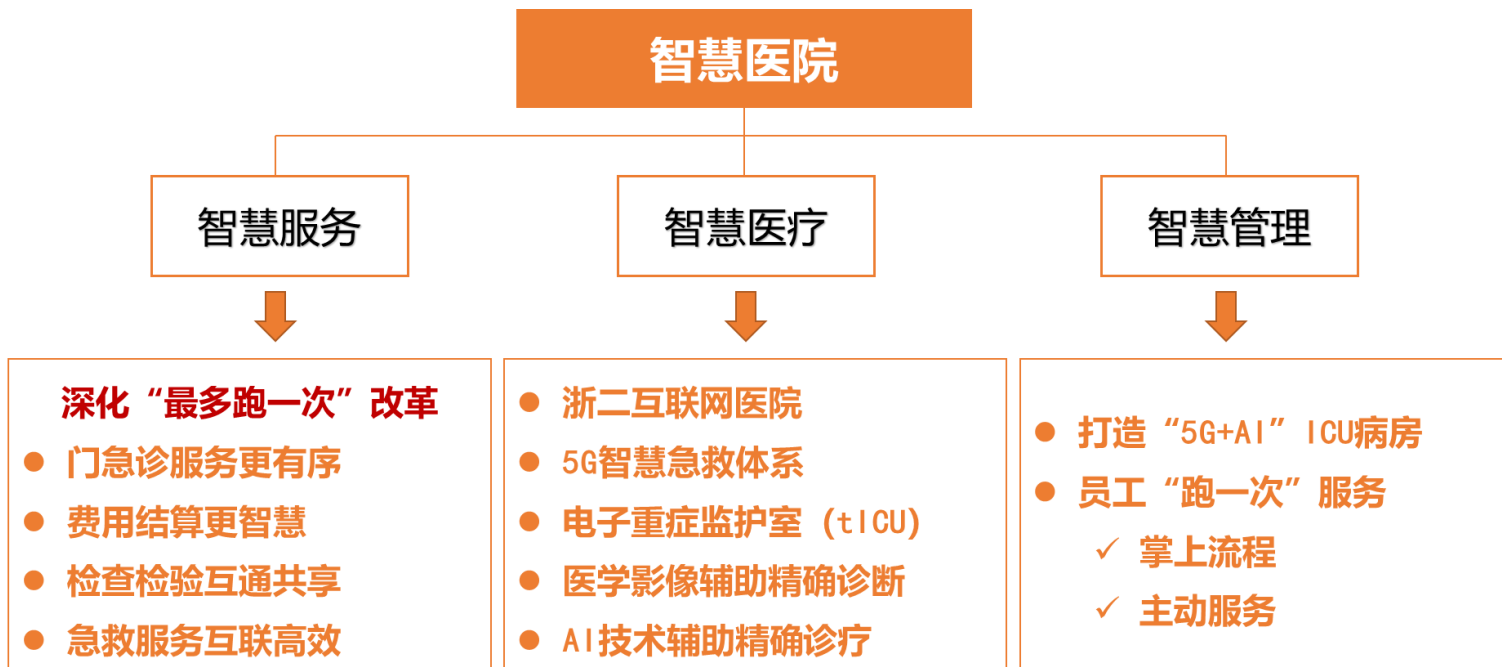 智慧医院
智慧服务
智慧医疗
智慧管理
深化“最多跑一次”改革
● 门急诊服务更有序
● 费用结算更智慧
● 检查检验互通共享
● 急救服务互联高效
● 浙二互联网医院
● 5G智慧急救体系
● 电子重症监护室（tICU）
● 医学影像辅助精确诊断
● AI技术辅助精确诊疗
● 打造“5G+AI”ICU病房
● 员工“跑一次”服务
✓ 掌上流程
✓ 主动服务